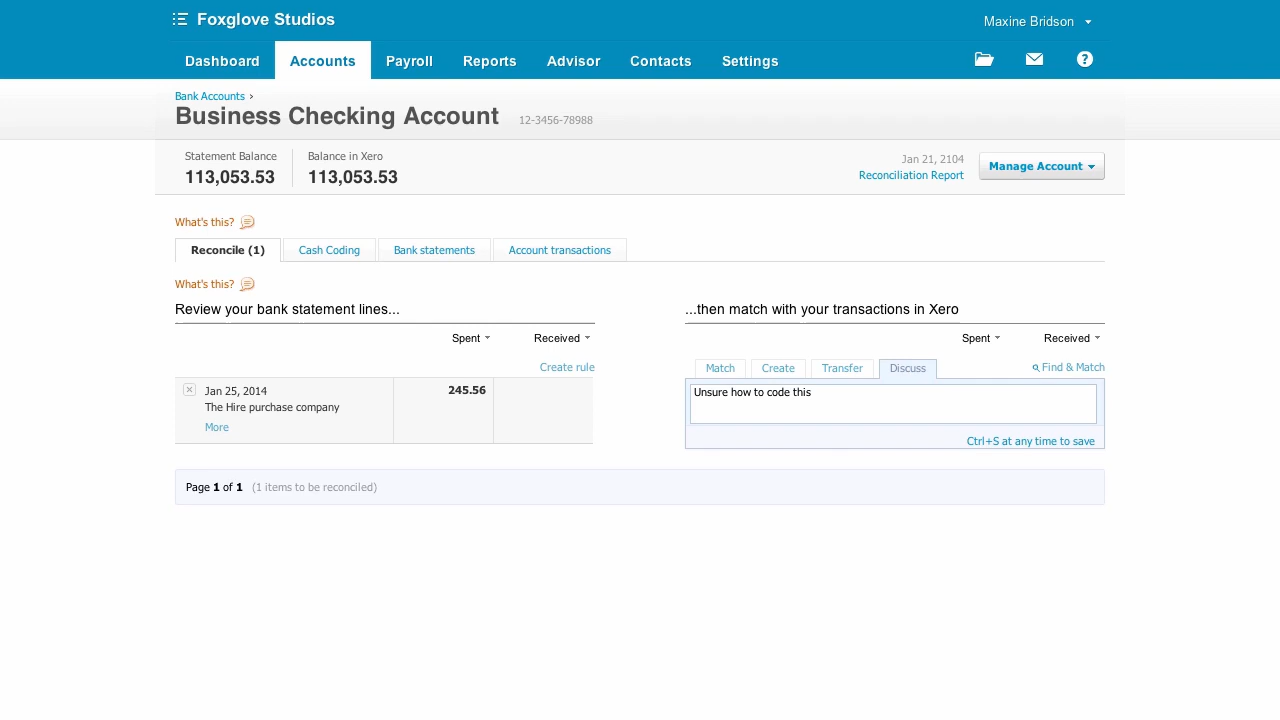 Foxglove Studios
Maxine Bridson
Dashboard Accounts Payroll Reports Advisor Contacts Settings
?
Bank Accounts ›
Business Checking Account 12-3456-78988
Statement Balance Balance in Xero
113,053.53 113,053.53
Jan 21, 2104
Reconciliation Report
Manage Account
What's this?
Reconcile (1) Cash Coding Bank statements Account transactions
What's this?
Review your bank statement lines... ...then match with your transactions in Xero
Spent Received Spent Received
Create rule Match Create Transfer Discuss Find & Match
Jan 25, 2014 245.56 Unsure how to code this
The Hire purchase company
More
Ctrl+S at any time to save
Page 1 of 1 (1 items to be reconciled)